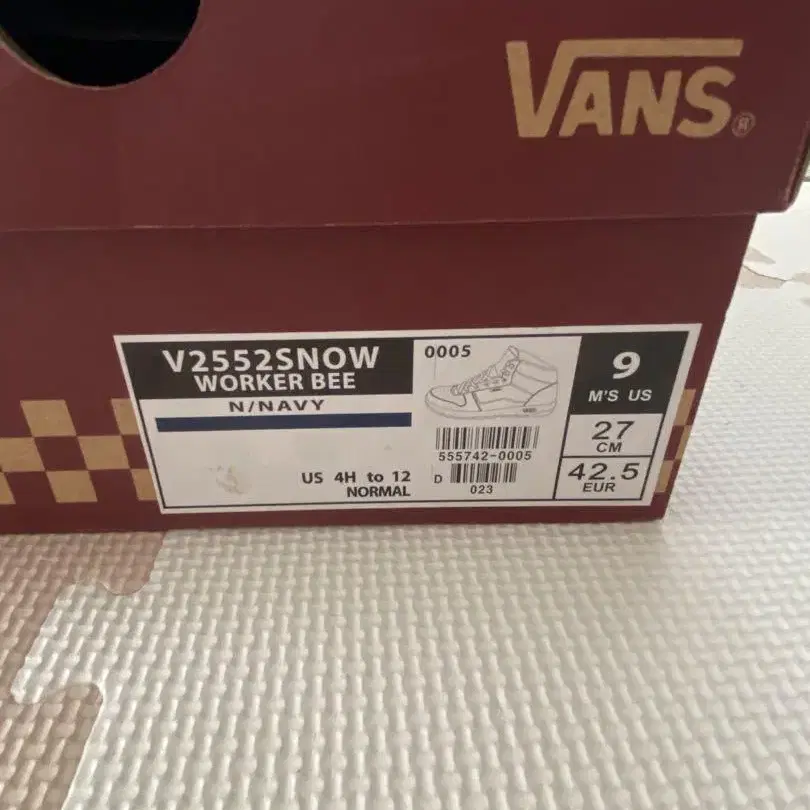 VANS
V2552SNOW
WORKER BEE
N/NAVY
US 4H to 12
NORMAL
0005
VANS
555742-0005
D
023
9
M'S US
27
CM
42.5
EUR